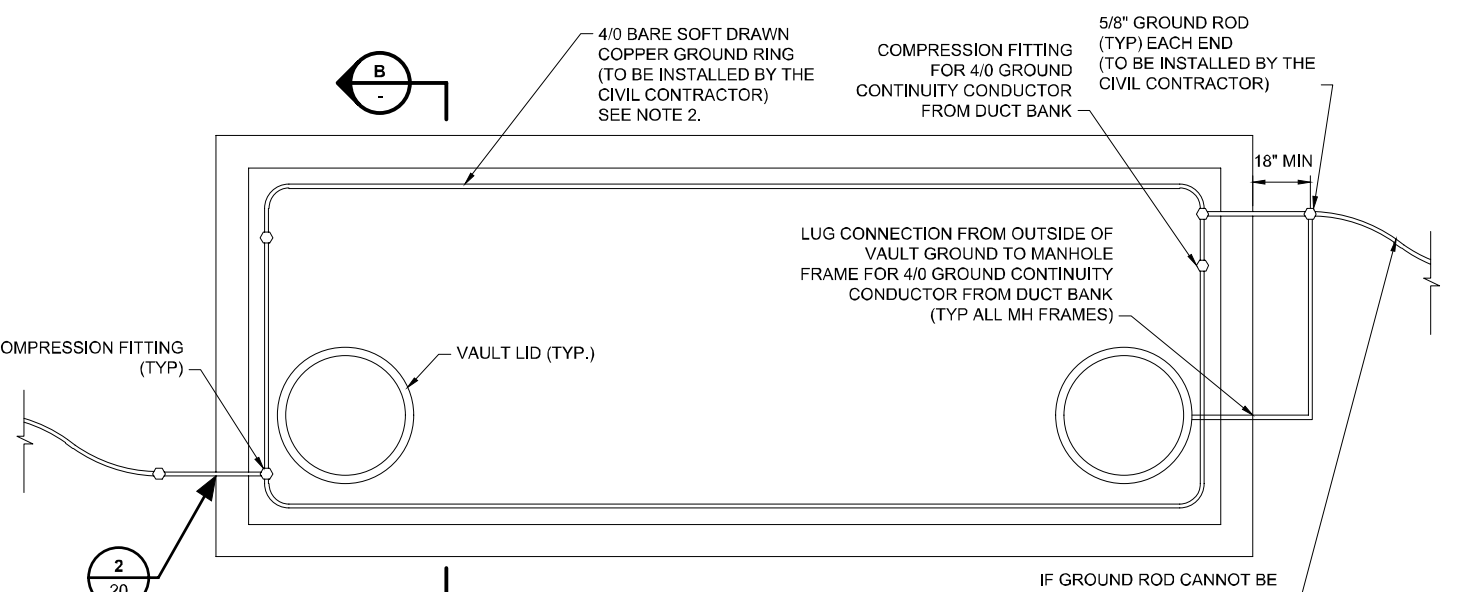 4/0 BARE SOFT DRAWN
COPPER GROUND RING
(TO BE INSTALLED BY THE
CIVIL CONTRACTOR)
SEE NOTE 2.
COMPRESSION FITTING
FOR 4/0 GROUND
CONTINUITY CONDUCTOR
FROM DUCT BANK
5/8" GROUND ROD
(TYP) EACH END
(TO BE INSTALLED BY THE
CIVIL CONTRACTOR)
B
-
18" MIN
LUG CONNECTION FROM OUTSIDE OF
VAULT GROUND TO MANHOLE
FRAME FOR 4/0 GROUND CONTINUITY
CONDUCTOR FROM DUCT BANK
(TYP ALL MH FRAMES)
OMPRESSION FITTING
(TYP)
VAULT LID (TYP.)
2
20
IF GROUND ROD CANNOT BE